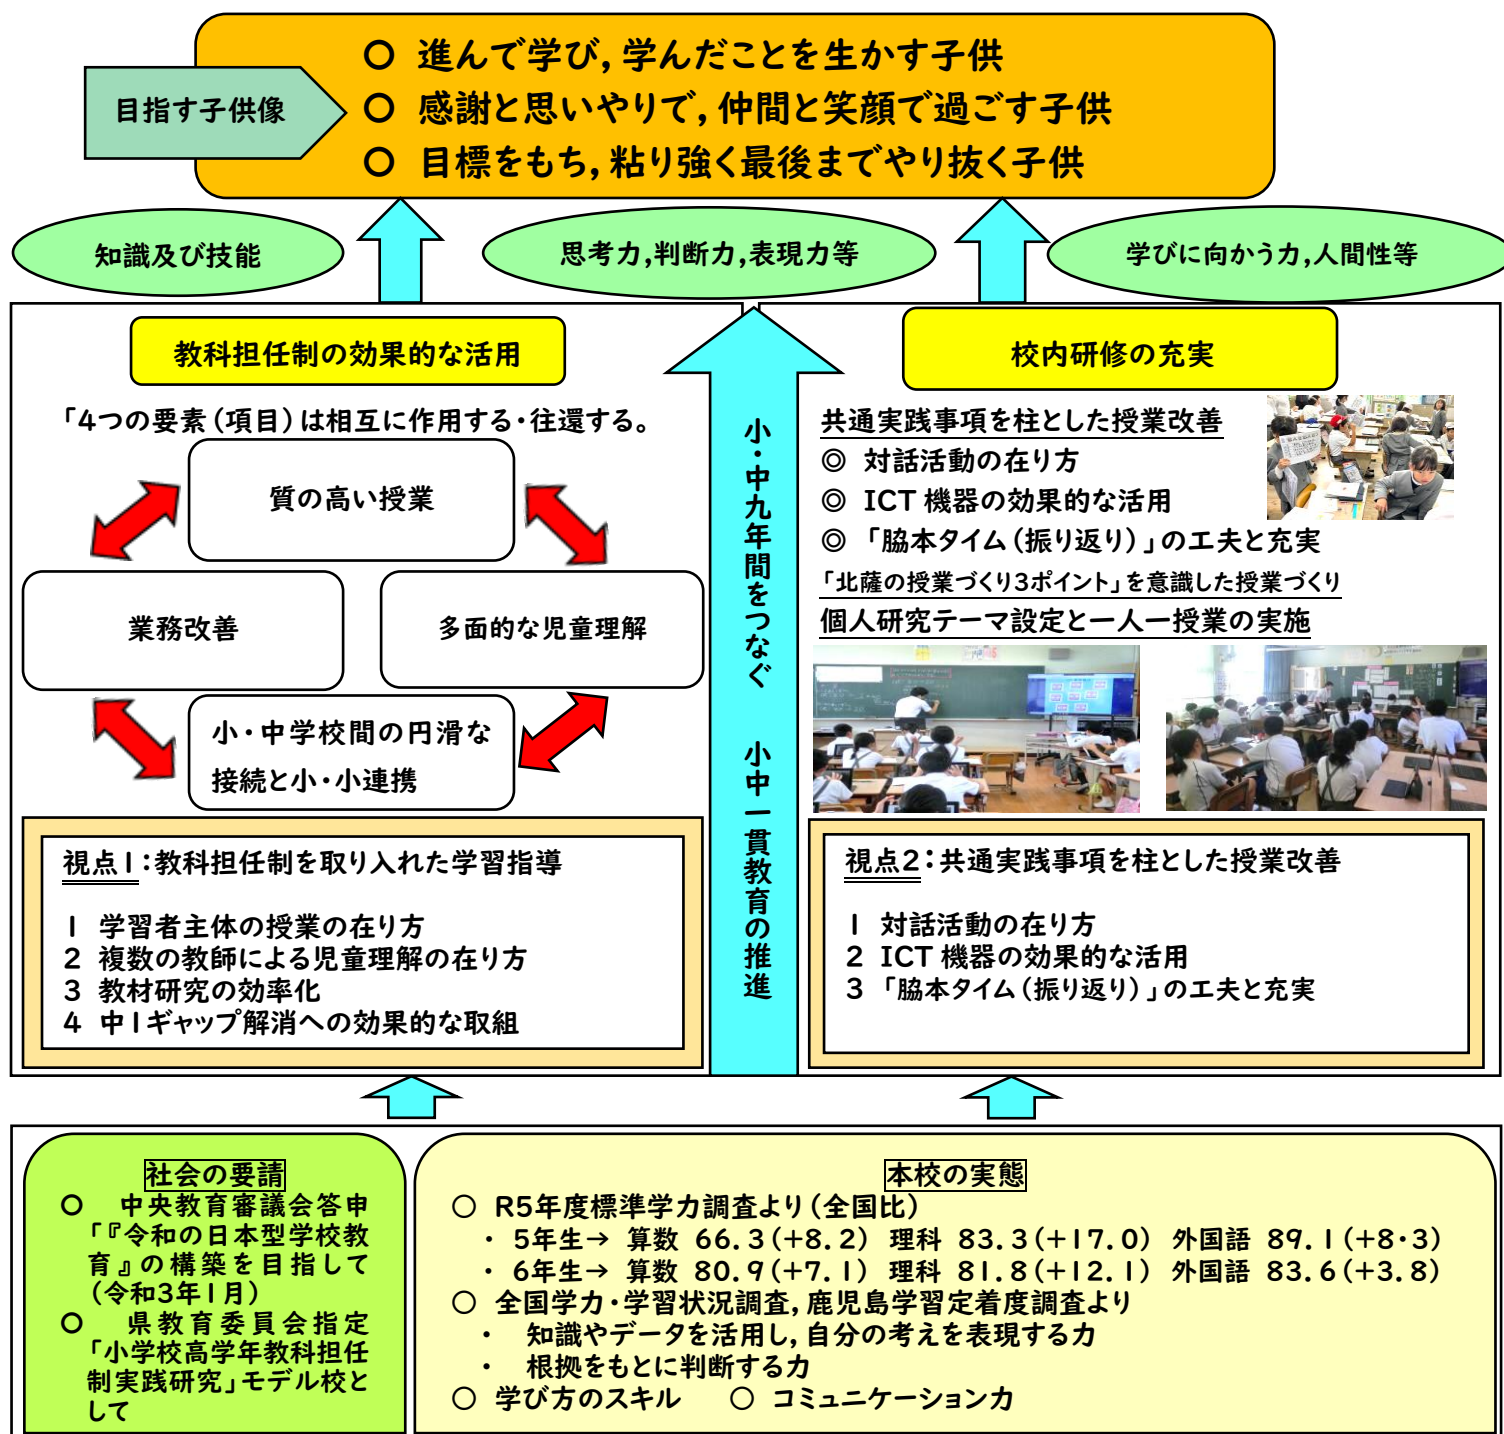 ○ 進んで学び,学んだことを生かす子供
目指す子供像
○ 感謝と思いやりで,仲間と笑顔で過ごす子供
○ 目標をもち,粘り強く最後までやり抜く子供
知識及び技能
思考力,判断力,表現力等
学びに向かう力,人間性等
教科担任制の効果的な活用
「4つの要素(項目)は相互に作用する・往還する。
質の高い授業
業務改善
多面的な児童理解
小・中学校間の円滑な
接続と小・小連携
視点1:教科担任制を取り入れた学習指導
1 学習者主体の授業の在り方
2 複数の教師による児童理解の在り方
3 教材研究の効率化
4 中1ギャップ解消への効果的な取組
小・中九年間をつなぐ 小中一貫教育の推進
校内研修の充実
共通実践事項を柱とした授業改善
◎ 対話活動の在り方
◎ ICT機器の効果的な活用
◎ 「脇本タイム(振り返り)」の工夫と充実
「北薩の授業づくり3ポイント」を意識した授業づくり
個人研究テーマ設定と一人一授業の実施
視点2:共通実践事項を柱とした授業改善
1 対話活動の在り方
2 ICT機器の効果的な活用
3 「脇本タイム(振り返り)」の工夫と充実
社会の要請
○ 中央教育審議会答申
「『令和の日本型学校教
育』の構築を目指して
(令和3年1月)
○ 県教育委員会指定
「小学校高学年教科担任
制実践研究」モデル校と
して
本校の実態
○ R5年度標準学力調査より(全国比)
・ 5年生→ 算数 66.3(+8.2) 理科 83.3(+17.0) 外国語 89.1(+8・3)
・ 6年生→ 算数 80.9(+7.1) 理科 81.8(+12.1) 外国語 83.6(+3.8)
○ 全国学力・学習状況調査,鹿児島学習定着度調査より
・ 知識やデータを活用し,自分の考えを表現する力
・ 根拠をもとに判断する力
○ 学び方のスキル ○ コミュニケーション力